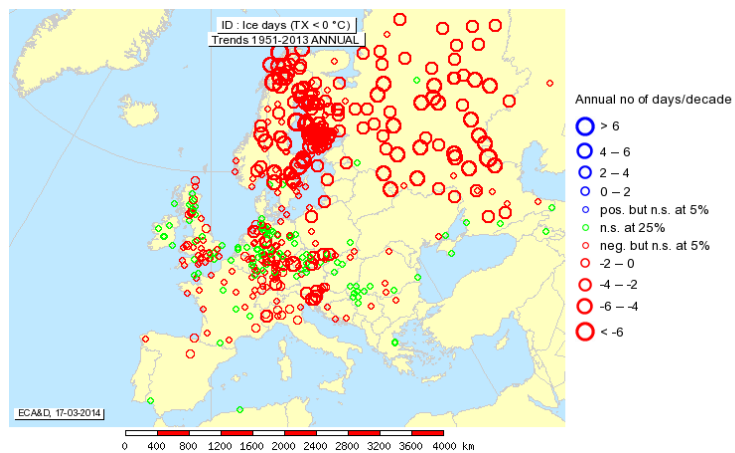 ID : Ice days (TX < 0 °C)
Trends 1951-2013 ANNUAL
Annual no of days/decade
> 6
4 – 6
2 – 4
0 – 2
pos. but n.s. at 5%
n.s. at 25%
neg. but n.s. at 5%
-2 – 0
-4 – -2
-6 – -4
< -6
ECA&D, 17-03-2014
0 400 800 1200 1600 2000 2400 2800 3200 3600 4000 km